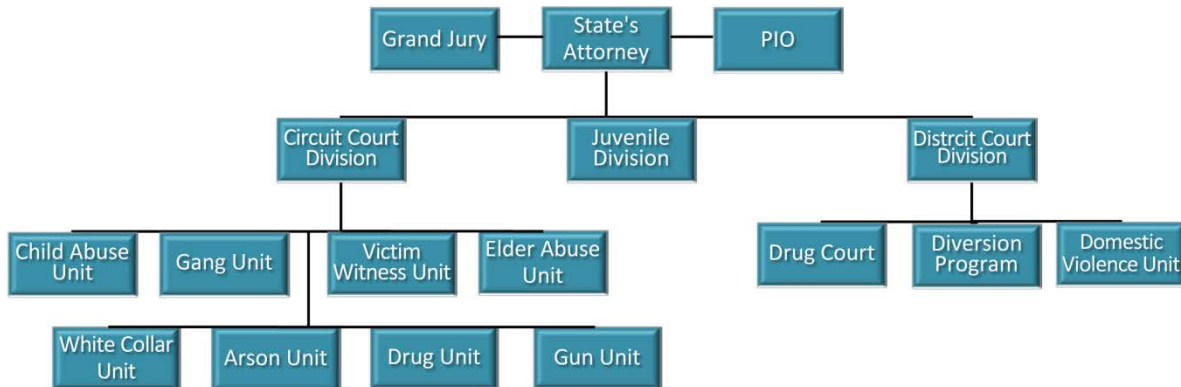 Grand Jury
State's
Attorney
PIO
Circuit Court
Division
Juvenile
Division
Distrcit Court
Division
Child Abuse
Unit
Gang Unit
Victim
Witness Unit
Elder Abuse
Unit
Drug Court
Diversion
Program
Domestic
Violence Unit
White Collar
Unit
Arson Unit
Drug Unit
Gun Unit